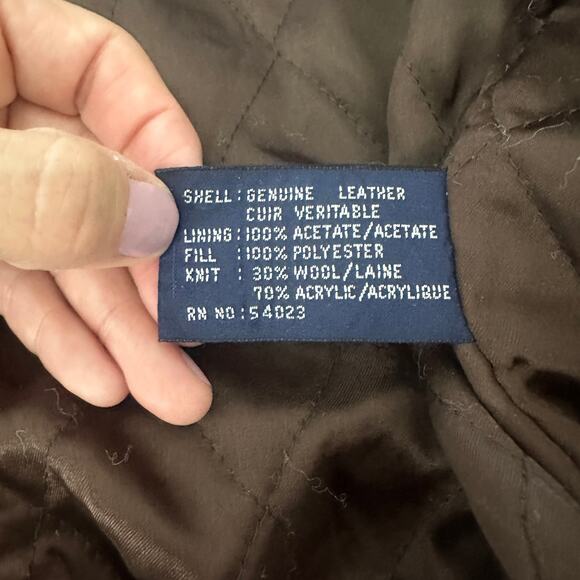 SHELL: GENUINE LEATHER
CUIR VERITABLE
LINING: 100% ACETATE/ACETATE
FILL : 100% POLYESTER
KNIT : 30% WOOL/LAINE
70% ACRYLIC/ACRYLIQUE
RN NO: 54023